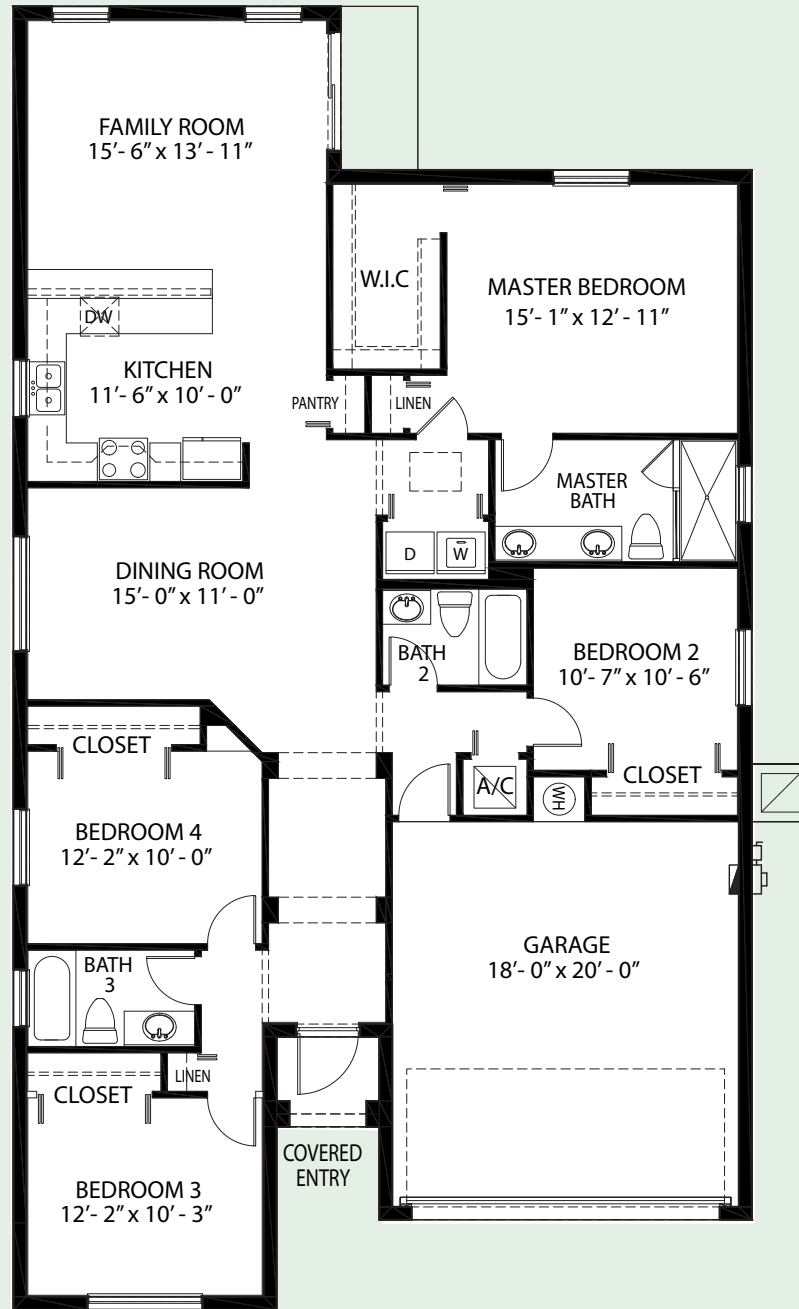 FAMILY ROOM
15’- 6” x 13’ - 11”
W.I.C
MASTER BEDROOM
15’- 1” x 12’ - 11”
DW
KITCHEN
11’- 6” x 10’ - 0”
PANTRY
LINEN
MASTER
BATH
D
W
DINING ROOM
15’- 0” x 11’ - 0”
BATH
2
BEDROOM 2
10’- 7” x 10’ - 6”
CLOSET
CLOSET
A/C
WH
BEDROOM 4
12’- 2” x 10’ - 0”
GARAGE
18’- 0” x 20’ - 0”
BATH
3
LINEN
CLOSET
COVERED
ENTRY
BEDROOM 3
12’- 2” x 10’ - 3”